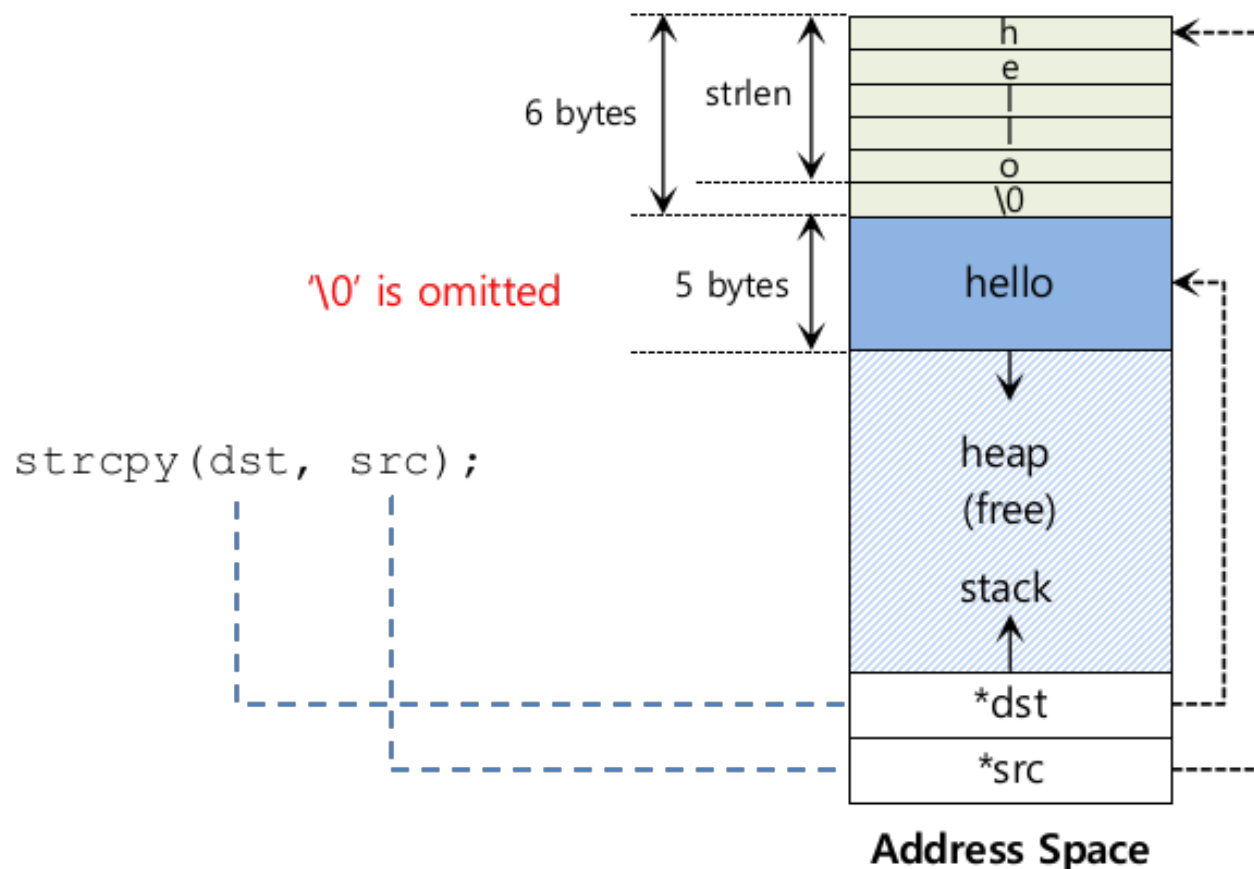 h
e
l
l
o
\0
6 bytes
strlen
'\0' is omitted
5 bytes
hello
strcpy(dst, src);
heap
(free)
stack
*dst
*src
Address Space